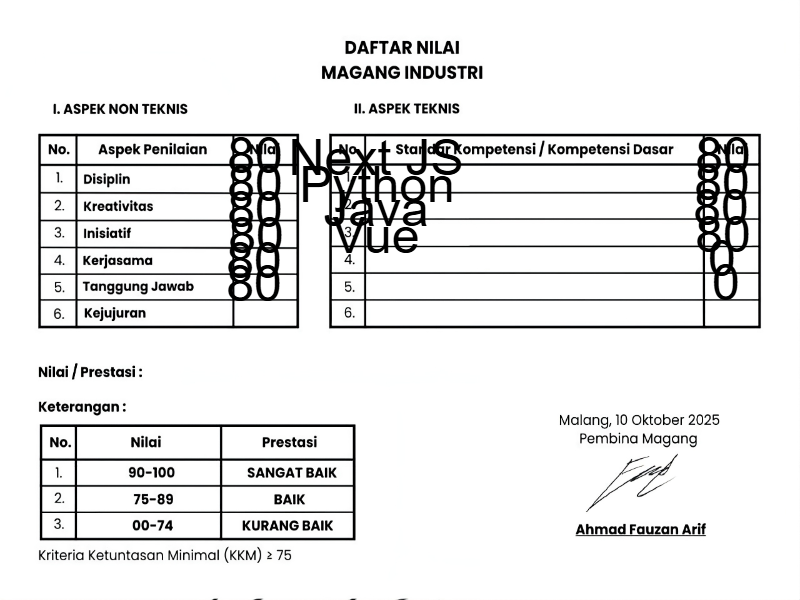 DAFTAR NILAI
MAGANG INDUSTRI
I. ASPEK NON TEKNIS
II. ASPEK TEKNIS
No. Aspek Penilaian Nilai
80
1. Disiplin
80
2. Kreativitas
80
3. Inisiatif
80
4. Kerjasama
80
5. Tanggung Jawab
80
6. Kejujuran
No. Standar Kompetensi / Kompetensi Dasar Nilai
Next JS 80
1.
Python 80
2.
Java 80
3.
Vue 80
4.
0
5.
0
6.
Nilai / Prestasi :
Keterangan :
No. Nilai Prestasi
1. 90-100 SANGAT BAIK
2. 75-89 BAIK
3. 00-74 KURANG BAIK
Kriteria Ketuntasan Minimal (KKM) ≥ 75
Malang, 10 Oktober 2025
Pembina Magang
Ahmad Fauzan Arif